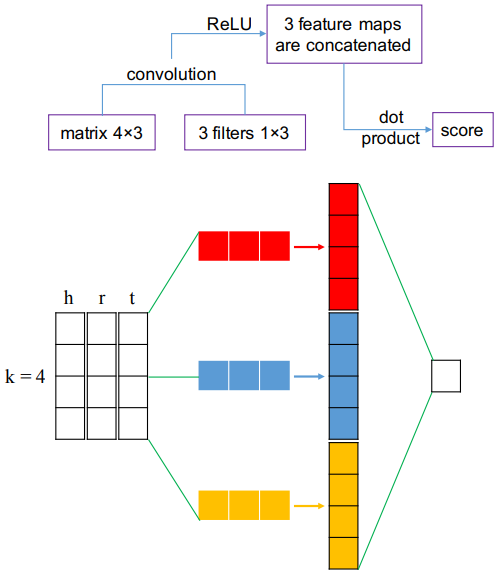 ReLU
3 feature maps
are concatenated
convolution
matrix 4×3
3 filters 1×3
dot
product
score
h r t
k = 4